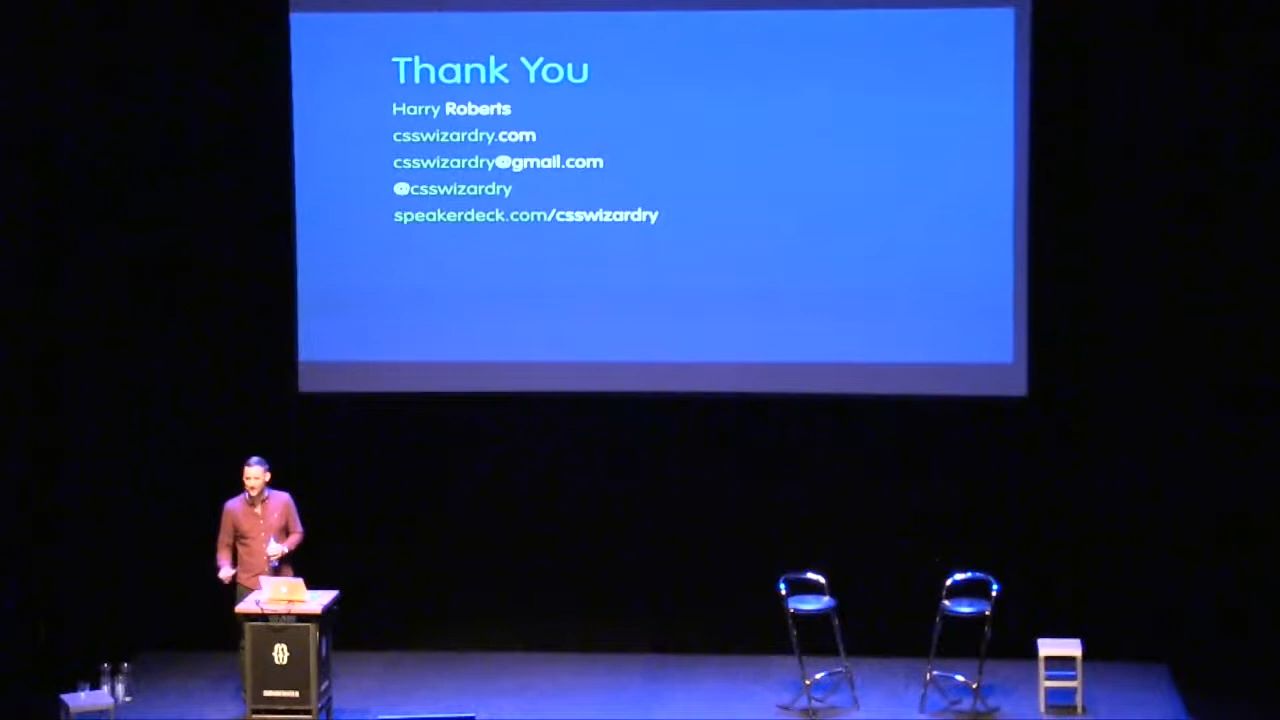 Thank You
Harry Roberts
csswizardry.com
csswizardry@gmail.com
@csswizardry
speakerdeck.com/csswizardry